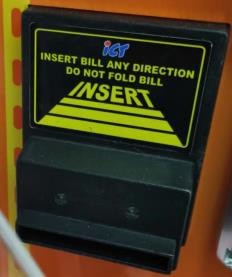 ICT
INSERT BILL ANY DIRECTION
DO NOT FOLD BILL
INSERT